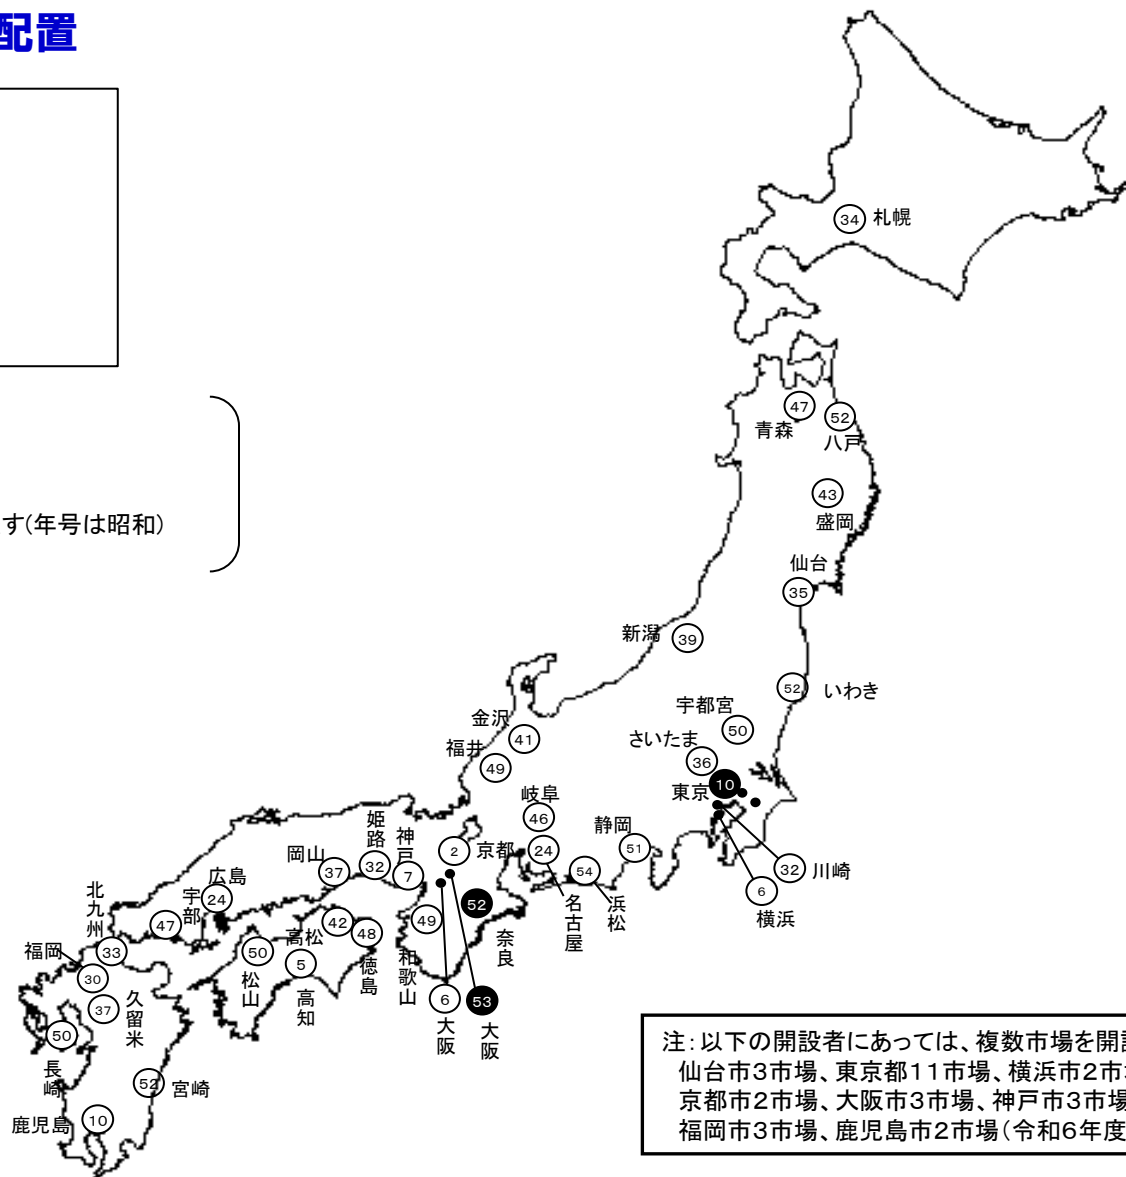 配置
34 札幌
47
青森
52
八戸
43
盛岡
す(年号は昭和)
仙台
35
新潟
39
52 いわき
宇都宮
50
金沢
41
さいたま
36
福井
49
10
東京
岐阜
46
静岡
51
姫路
32
神戸
7
2 京都
24
名古屋
54
浜松
32 川崎
6
横浜
岡山
37
広島
24
北九州
33
宇部
47
52
奈良
49
和歌山
高松
42
48
徳島
50
松山
5
高知
福岡
30
37
久留米
6
大阪
53
大阪
50
長崎
52 宮崎
鹿児島 10
注:以下の開設者にあっては、複数市場を開
仙台市3市場、東京都11市場、横浜市2市
京都市2市場、大阪市3市場、神戸市3市場
福岡市3市場、鹿児島市2市場(令和6年度